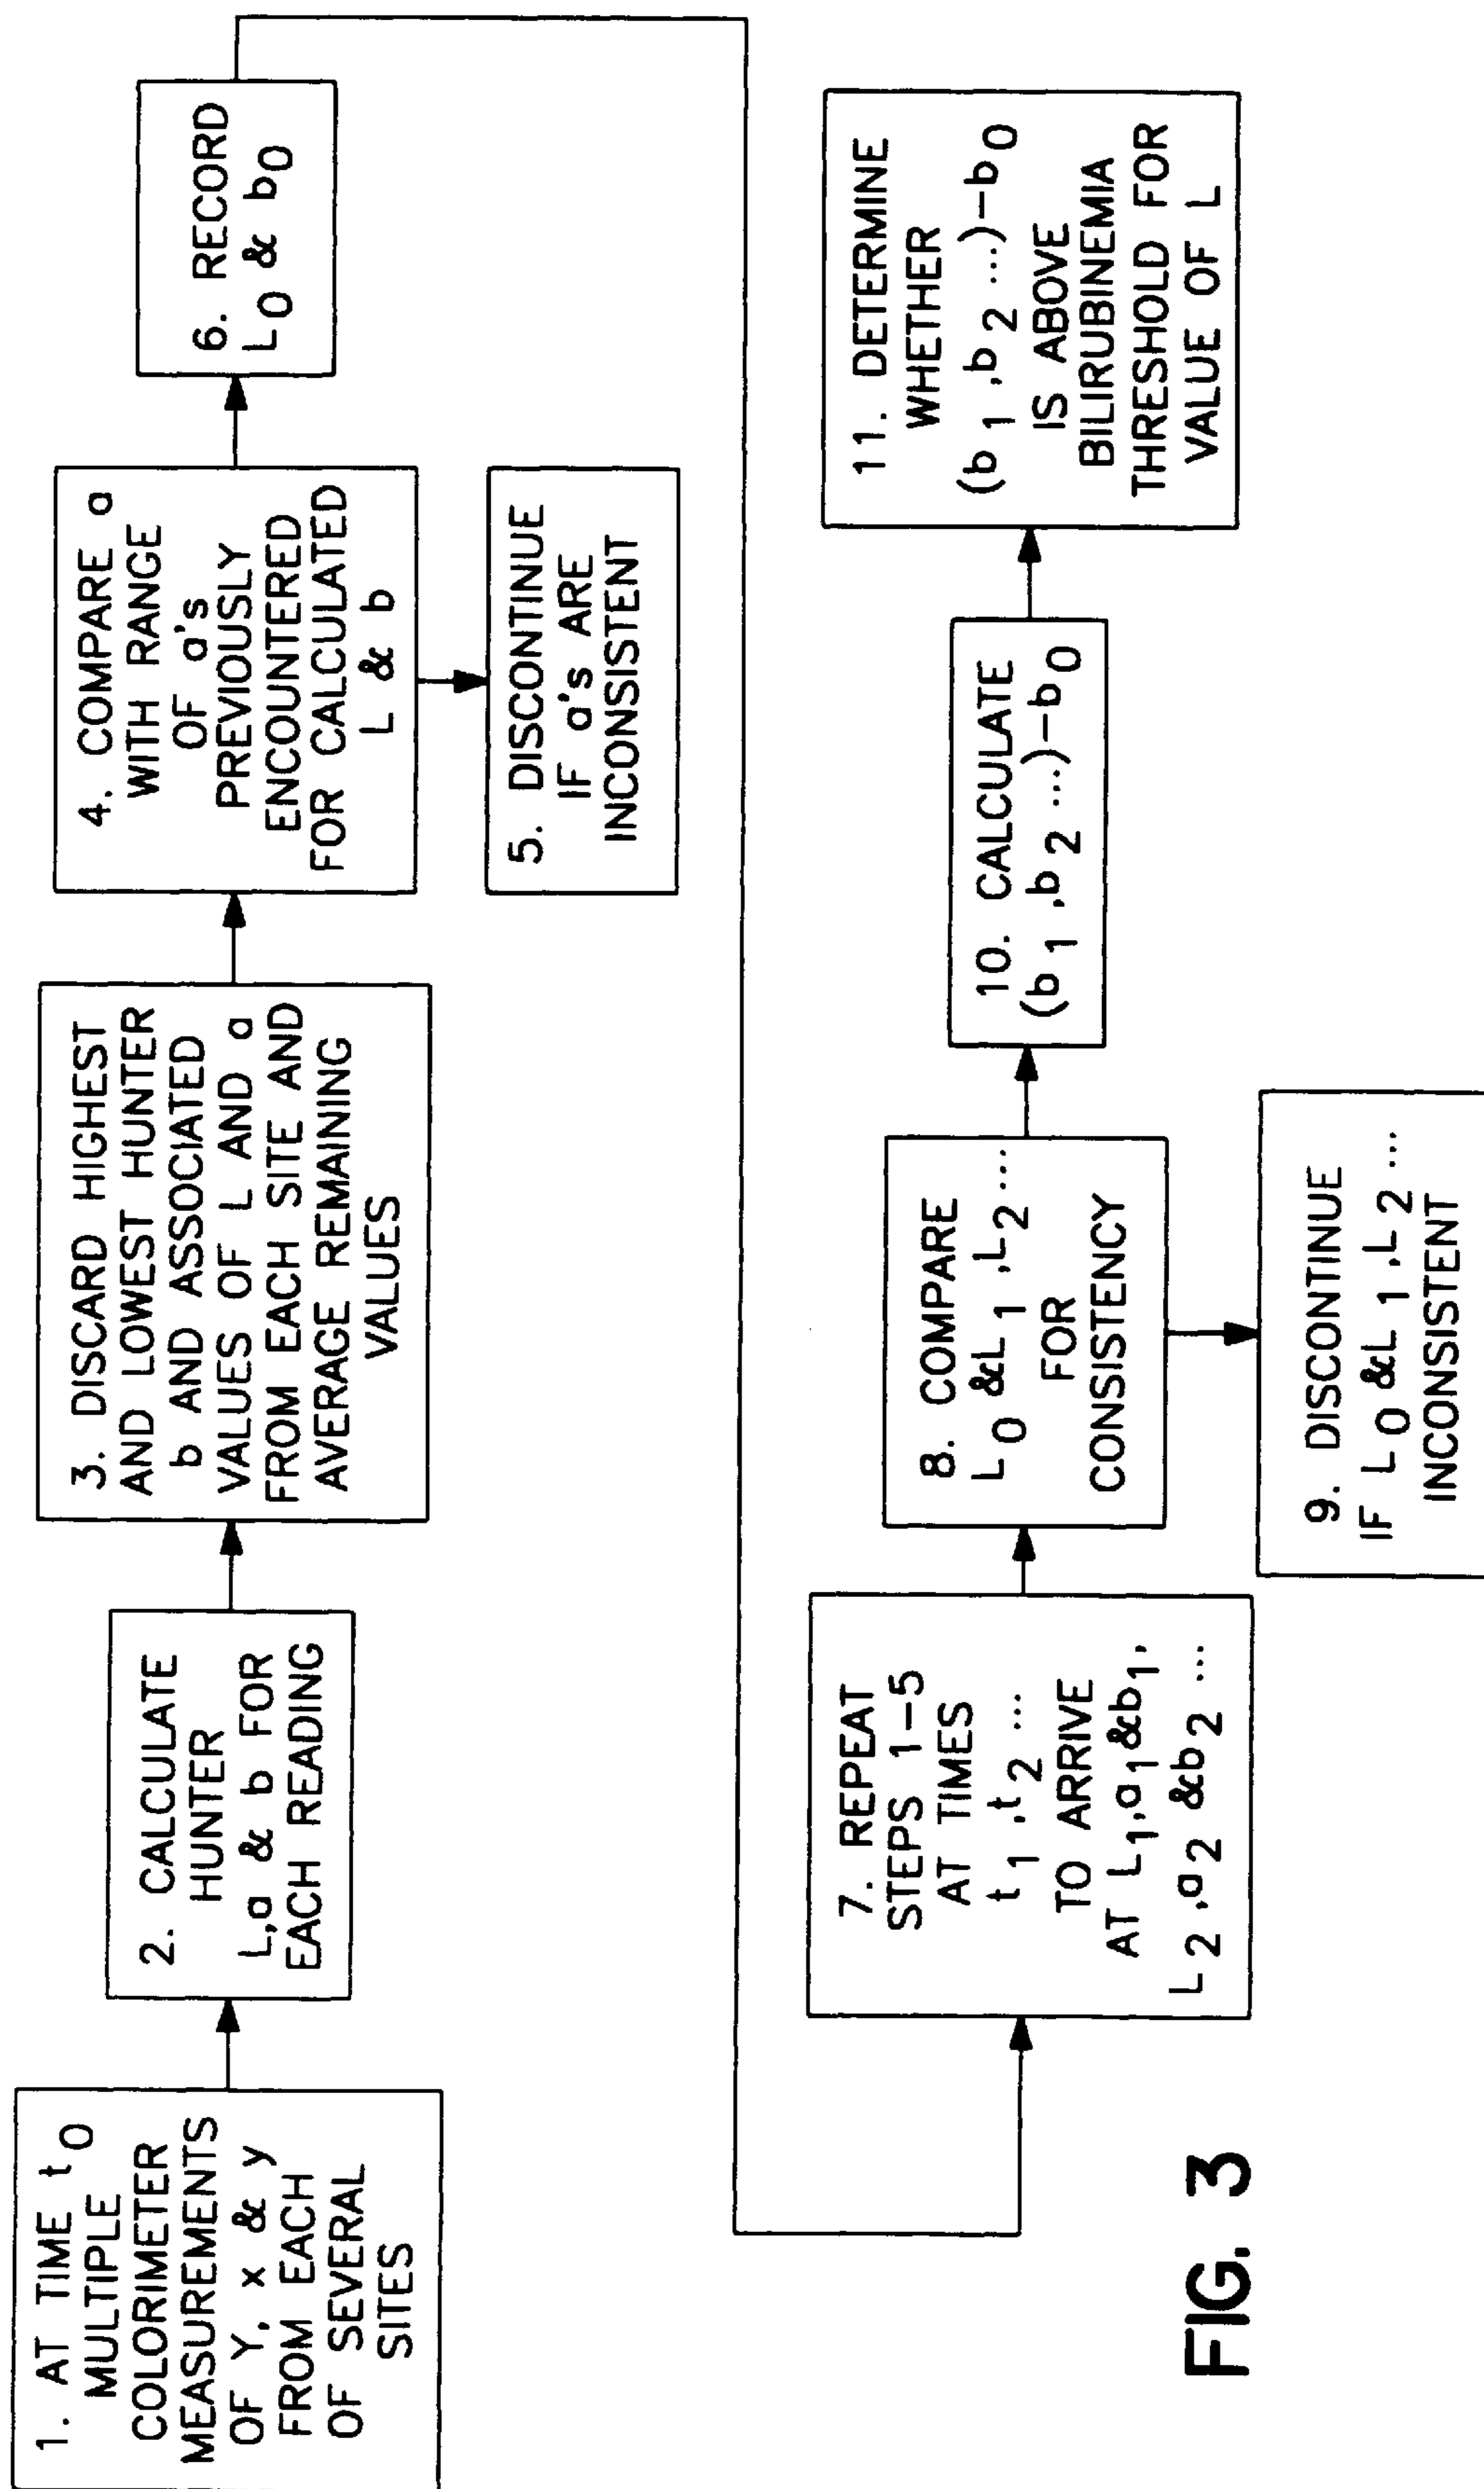 1. AT TIME t0
MULTIPLE
COLORIMETER
MEASUREMENTS
OF Y, x & y
FROM EACH
OF SEVERAL
SITES
2. CALCULATE
HUNTER
L,a & b FOR
EACH READING
3. DISCARD HIGHEST
AND LOWEST HUNTER
b AND ASSOCIATED
VALUES OF L AND a
FROM EACH SITE AND
AVERAGE REMAINING
VALUES
4. COMPARE a
WITH RANGE
OF a's
PREVIOUSLY
ENCOUNTERED
FOR CALCULATED
L & b
5. DISCONTINUE
IF a's ARE
INCONSISTENT
6. RECORD
L0 & b0
7. REPEAT
STEPS 1-5
AT TIMES
t1,t2...
TO ARRIVE
AT L1,a1&b1,
L2,a2 &b2...
8. COMPARE
L0 &L1,L2...
FOR
CONSISTENCY
9. DISCONTINUE
IF L0 &L1,L2...
INCONSISTENT
10. CALCULATE
(b1,b2...)-b0
11. DETERMINE
WHETHER
(b1,b2...)-b0
IS ABOVE
BILIRUBINEMIA
THRESHOLD FOR
VALUE OF L
FIG. 3